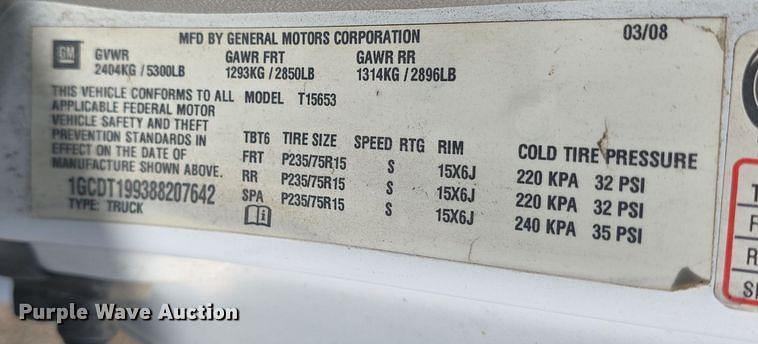 MFD BY GENERAL MOTORS CORPORATION 03/08
GM GVWR GAWR FRT GAWR RR
2404KG / 5300LB 1293KG / 2850LB 1314KG / 2896LB
THIS VEHICLE CONFORMS TO ALL MODEL T15653
APPLICABLE FEDERAL MOTOR
VEHICLE SAFETY AND THEFT
PREVENTION STANDARDS IN
EFFECT ON THE DATE OF
MANUFACTURE SHOWN ABOVE.
1GCDT199388207642
TYPE: TRUCK
TBT6 TIRE SIZE SPEED RTG RIM COLD TIRE PRESSURE
FRT P235/75R15 S 15X6J 220 KPA 32 PSI
RR P235/75R15 S 15X6J 220 KPA 32 PSI
SPA P235/75R15 S 15X6J 240 KPA 35 PSI
T
F
R
Purple Wave Auction